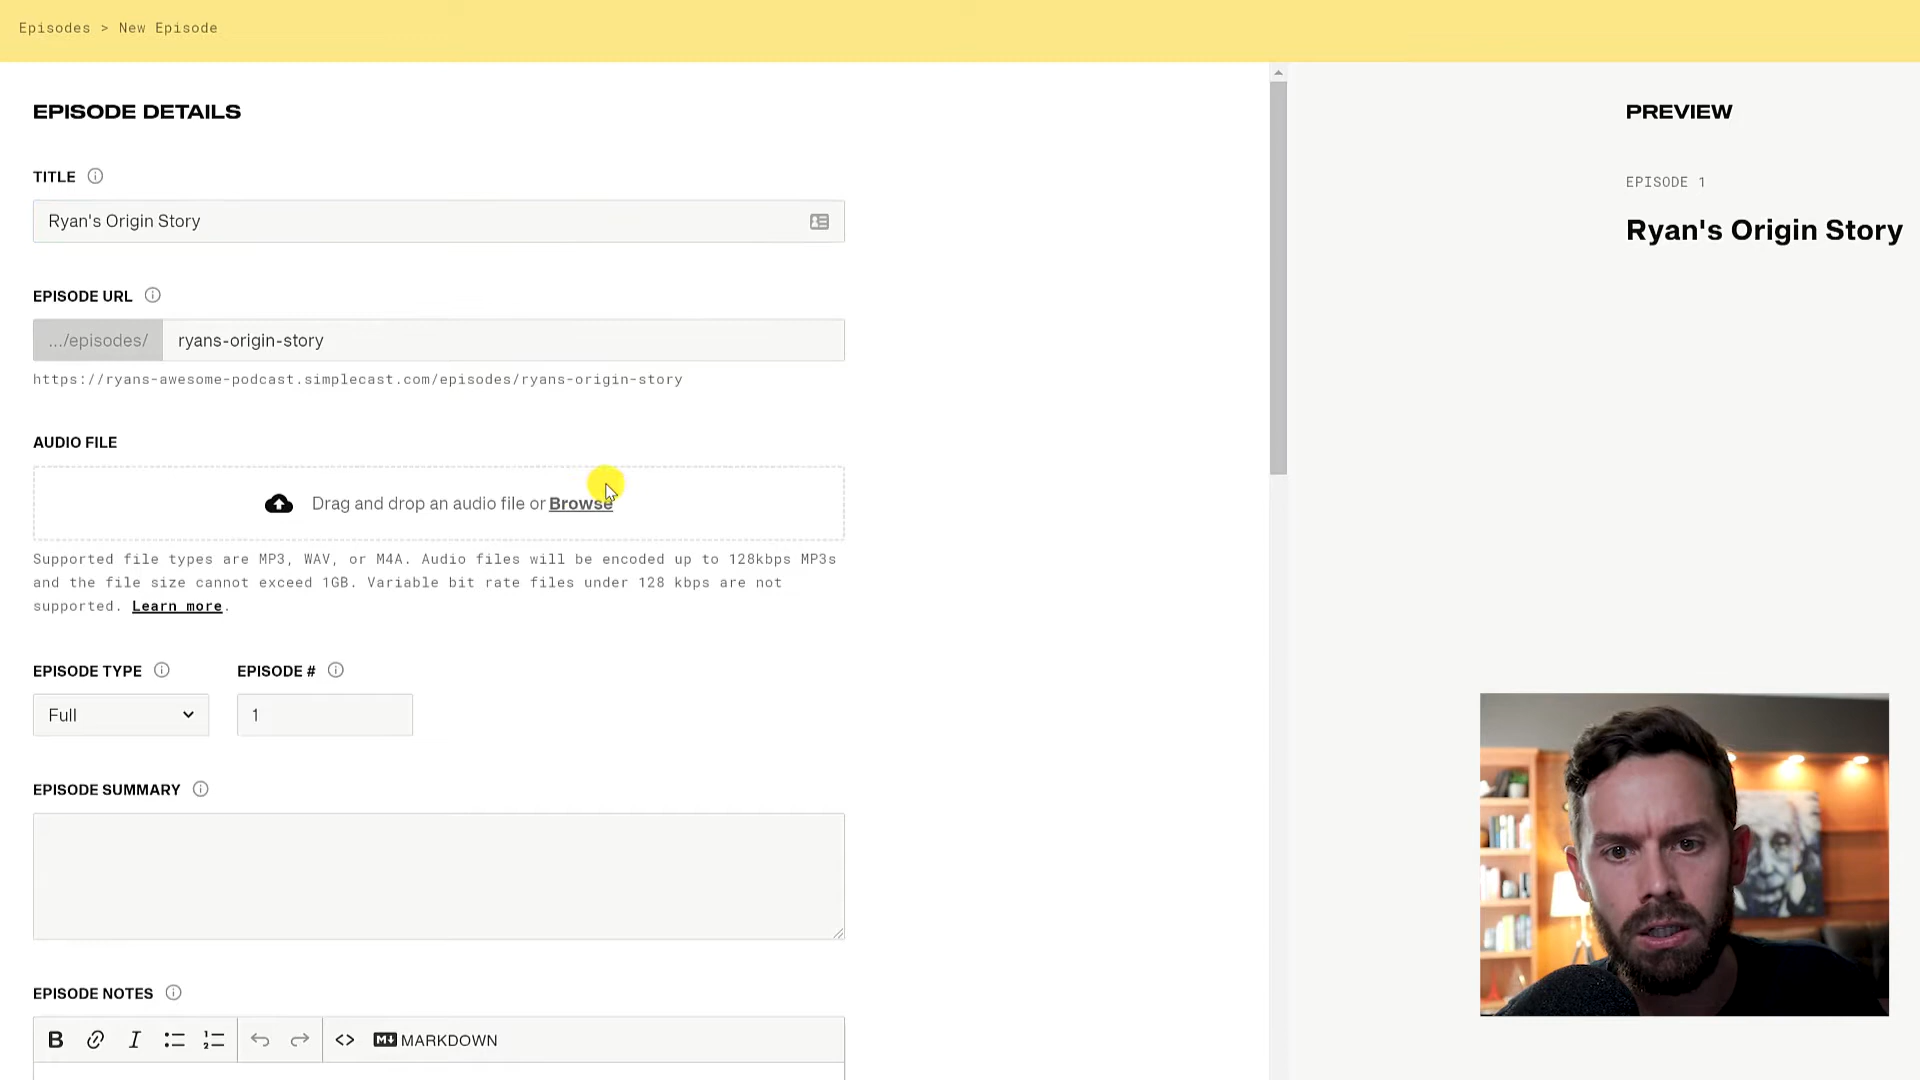 Episodes > New Episode
EPISODE DETAILS
TITLE
Ryan's Origin Story
EPISODE URL
.../episodes/ ryans-origin-story
https://ryans-awesome-podcast.simplecast.com/episodes/ryans-origin-story
AUDIO FILE
Drag and drop an audio file or Browse
Supported file types are MP3, WAV, or M4A. Audio files will be encoded up to 128kbps MP3s
and the file size cannot exceed 1GB. Variable bit rate files under 128 kbps are not
supported. Learn more.
EPISODE TYPE EPISODE #
Full 1
EPISODE SUMMARY
EPISODE NOTES
B I <> M MARKDOWN
PREVIEW
EPISODE 1
Ryan's Origin Story